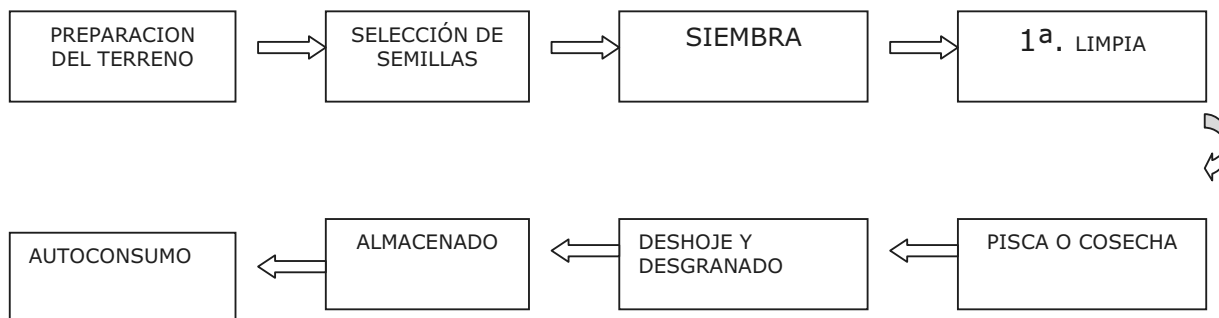 PREPARACION
DEL TERRENO
SELECCIÓN DE
SEMILLAS
SIEMBRA
1ª. LIMPIA
PISCA O COSECHA
DESHOJE Y
DESGRANADO
ALMACENADO
AUTOCONSUMO